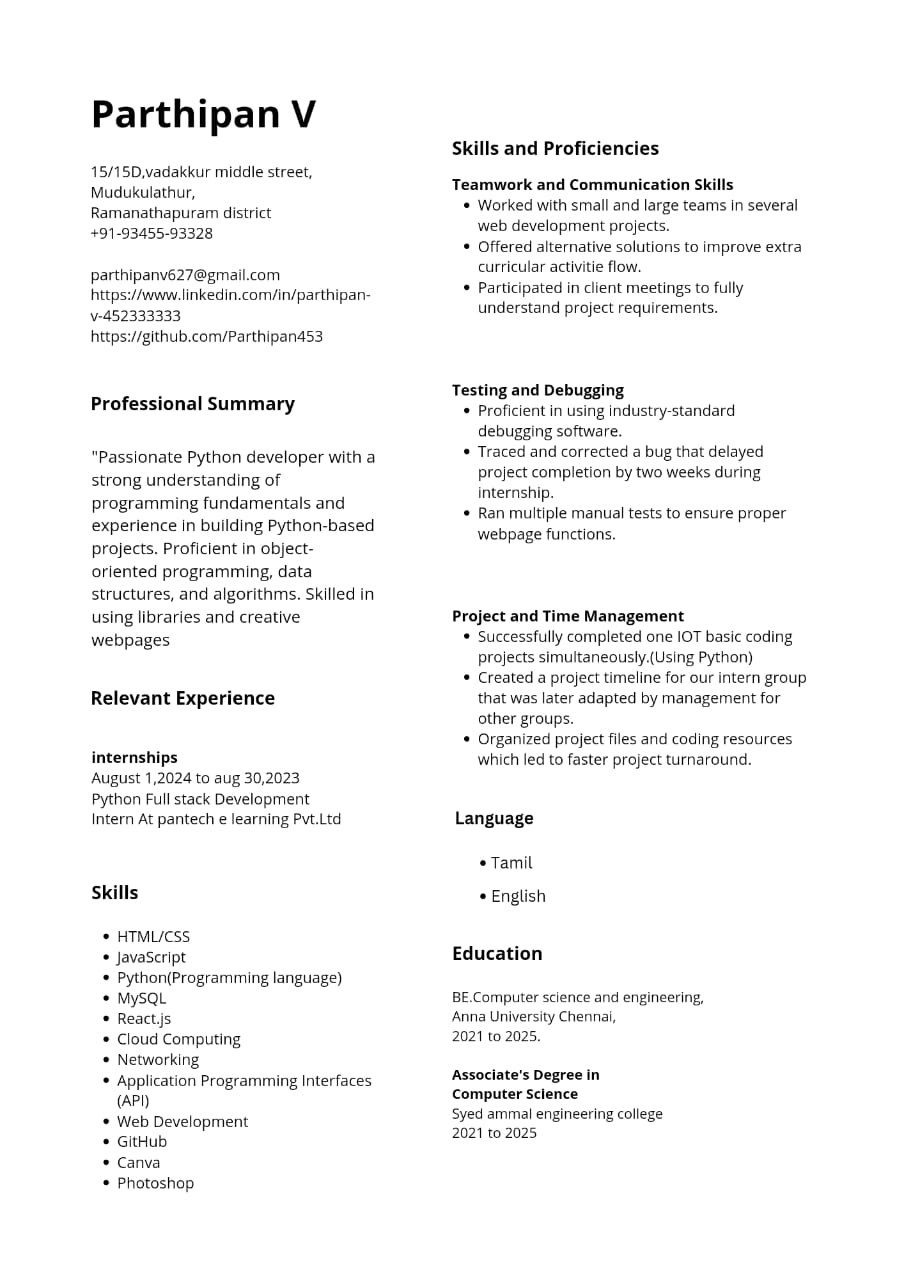 Parthipan V
15/15D,vadakkur middle street,
Mudukulathur,
Ramanathapuram district
+91-93455-93328
parthipanv627@gmail.com
https://www.linkedin.com/in/parthipan-
v-452333333
https://github.com/Parthipan453
Professional Summary
"Passionate Python developer with a
strong understanding of
programming fundamentals and
experience in building Python-based
projects. Proficient in object-
oriented programming, data
structures, and algorithms. Skilled in
using libraries and creative
webpages
Relevant Experience
internships
August 1,2024 to aug 30,2023
Python Full stack Development
Intern At pantech e learning Pvt.Ltd
Skills
• HTML/CSS
• JavaScript
• Python(Programming language)
• MySQL
• React.js
• Cloud Computing
• Networking
• Application Programming Interfaces
(API)
• Web Development
• GitHub
• Canva
• Photoshop
Skills and Proficiencies
Teamwork and Communication Skills
• Worked with small and large teams in several
web development projects.
• Offered alternative solutions to improve extra
curricular activitie flow.
• Participated in client meetings to fully
understand project requirements.
Testing and Debugging
• Proficient in using industry-standard
debugging software.
• Traced and corrected a bug that delayed
project completion by two weeks during
internship.
• Ran multiple manual tests to ensure proper
webpage functions.
Project and Time Management
• Successfully completed one IOT basic coding
projects simultaneously.(Using Python)
• Created a project timeline for our intern group
that was later adapted by management for
other groups.
• Organized project files and coding resources
which led to faster project turnaround.
Language
• Tamil
• English
Education
BE.Computer science and engineering,
Anna University Chennai,
2021 to 2025.
Associate's Degree in
Computer Science
Syed ammal engineering college
2021 to 2025